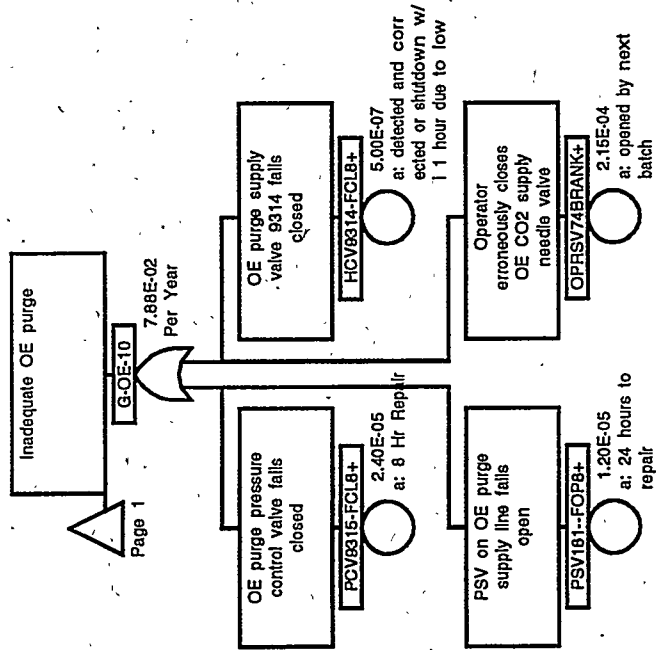 Inadequate OE purge
G-OE-10
7.88E-02
Per Year
Page 1
OE purge pressure
control valve fails
closed
PCV9315-FCL8+
2.40E-05
a: 8 Hr Repair
OE purge supply
valve 9314 fails
closed
HCV9314-FCL8+
5.00E-07
a: detected and corr
ected or shutdown w/
1 hour due to low
PSV on OE purge
supply line fails
open
PSV181--FOP8+
1.20E-05
a: 24 hours to
repair
Operator
erroneously closes
OE CO2 supply
needle valve
OPRSV74BRANK+
2.15E-04
a: opened by next
batch